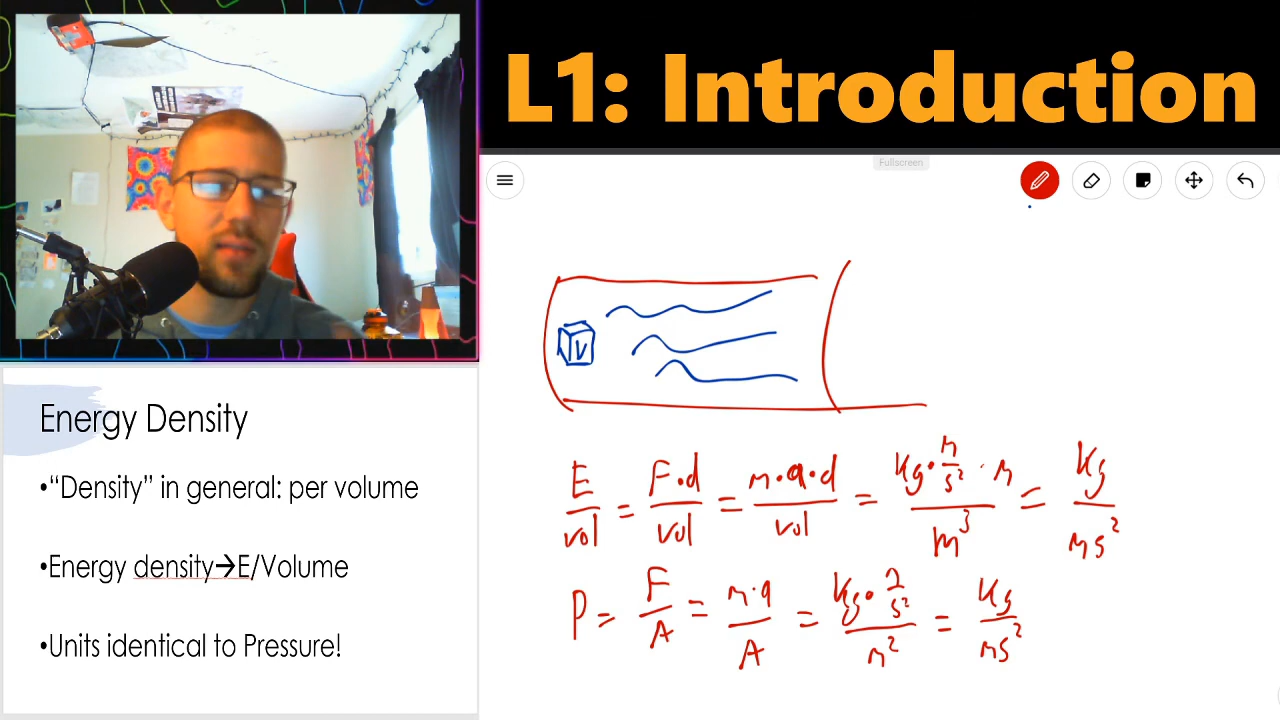 L1: Introduction
Fullscreen
V
E/vol = F·d/vol = m·a·d/vol = kg·m/s²·m/m³ = kg/ms²
P = F/A = m·a/A = kg·m/s²/m² = kg/ms²
Energy Density
•“Density” in general: per volume
•Energy density→E/Volume
•Units identical to Pressure!